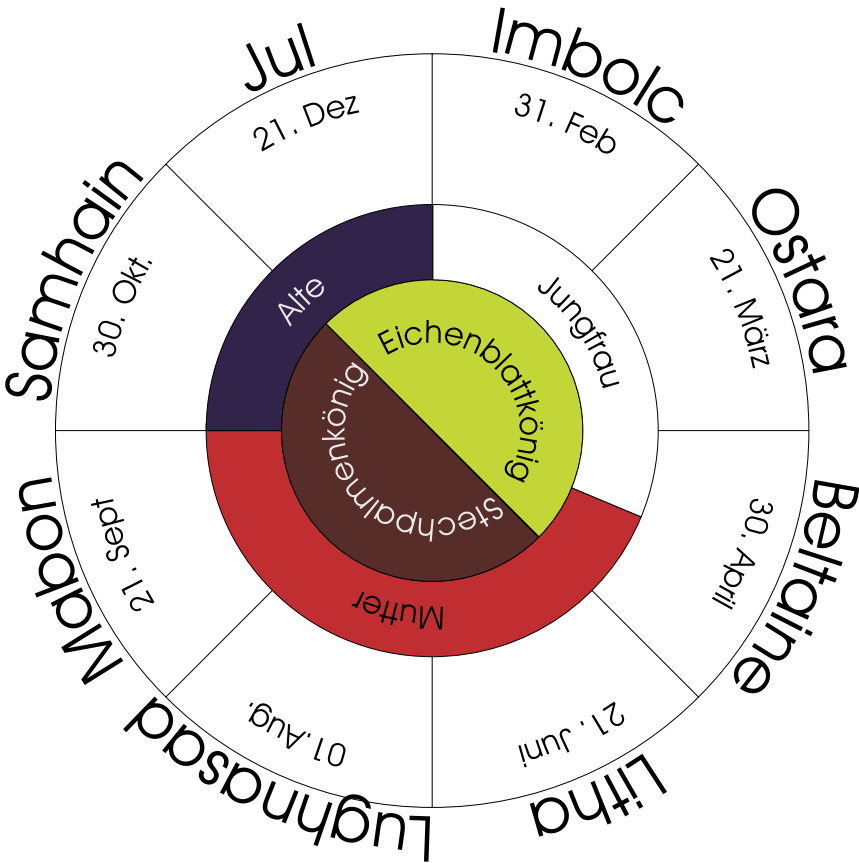 Jul
21. Dez
Imbolc
31. Feb
Ostara
21. März
Beltaine
30. April
Litha
21. Juni
Lughnasad
01.Aug.
Mabon
21. Sept
Samhain
30. Okt.
Alte
Jungfrau
Mutter
Eichenblattkönig
Stechpalmenkönig